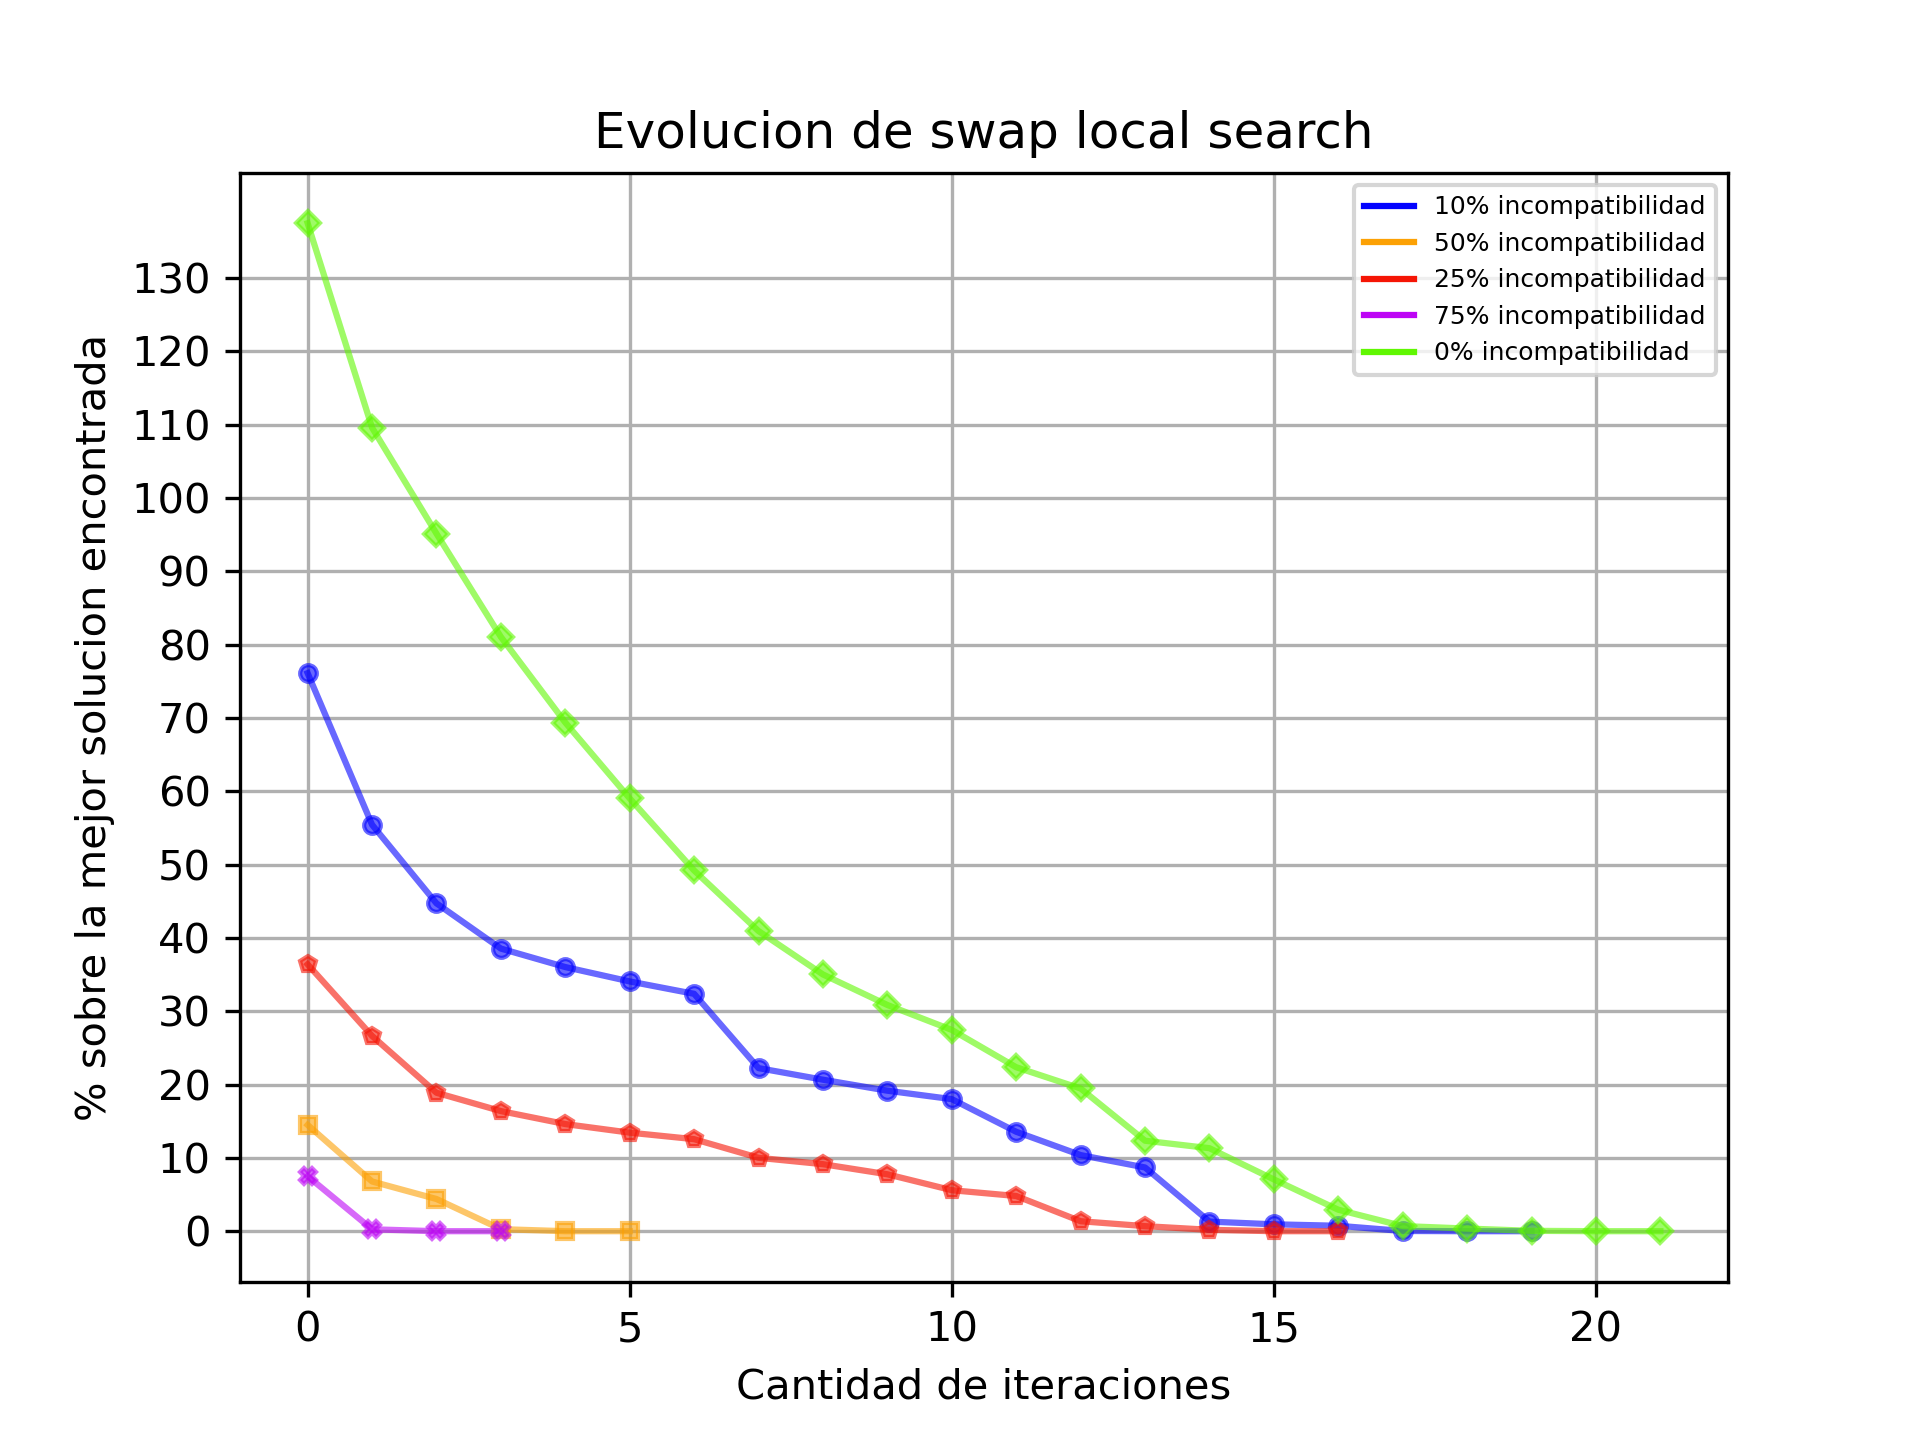 Evolucion de swap local search
10% incompatibilidad
50% incompatibilidad
25% incompatibilidad
75% incompatibilidad
0% incompatibilidad
% sobre la mejor solucion encontrada
130
120
110
100
90
80
70
60
50
40
30
20
10
0
0 5 10 15 20
Cantidad de iteraciones